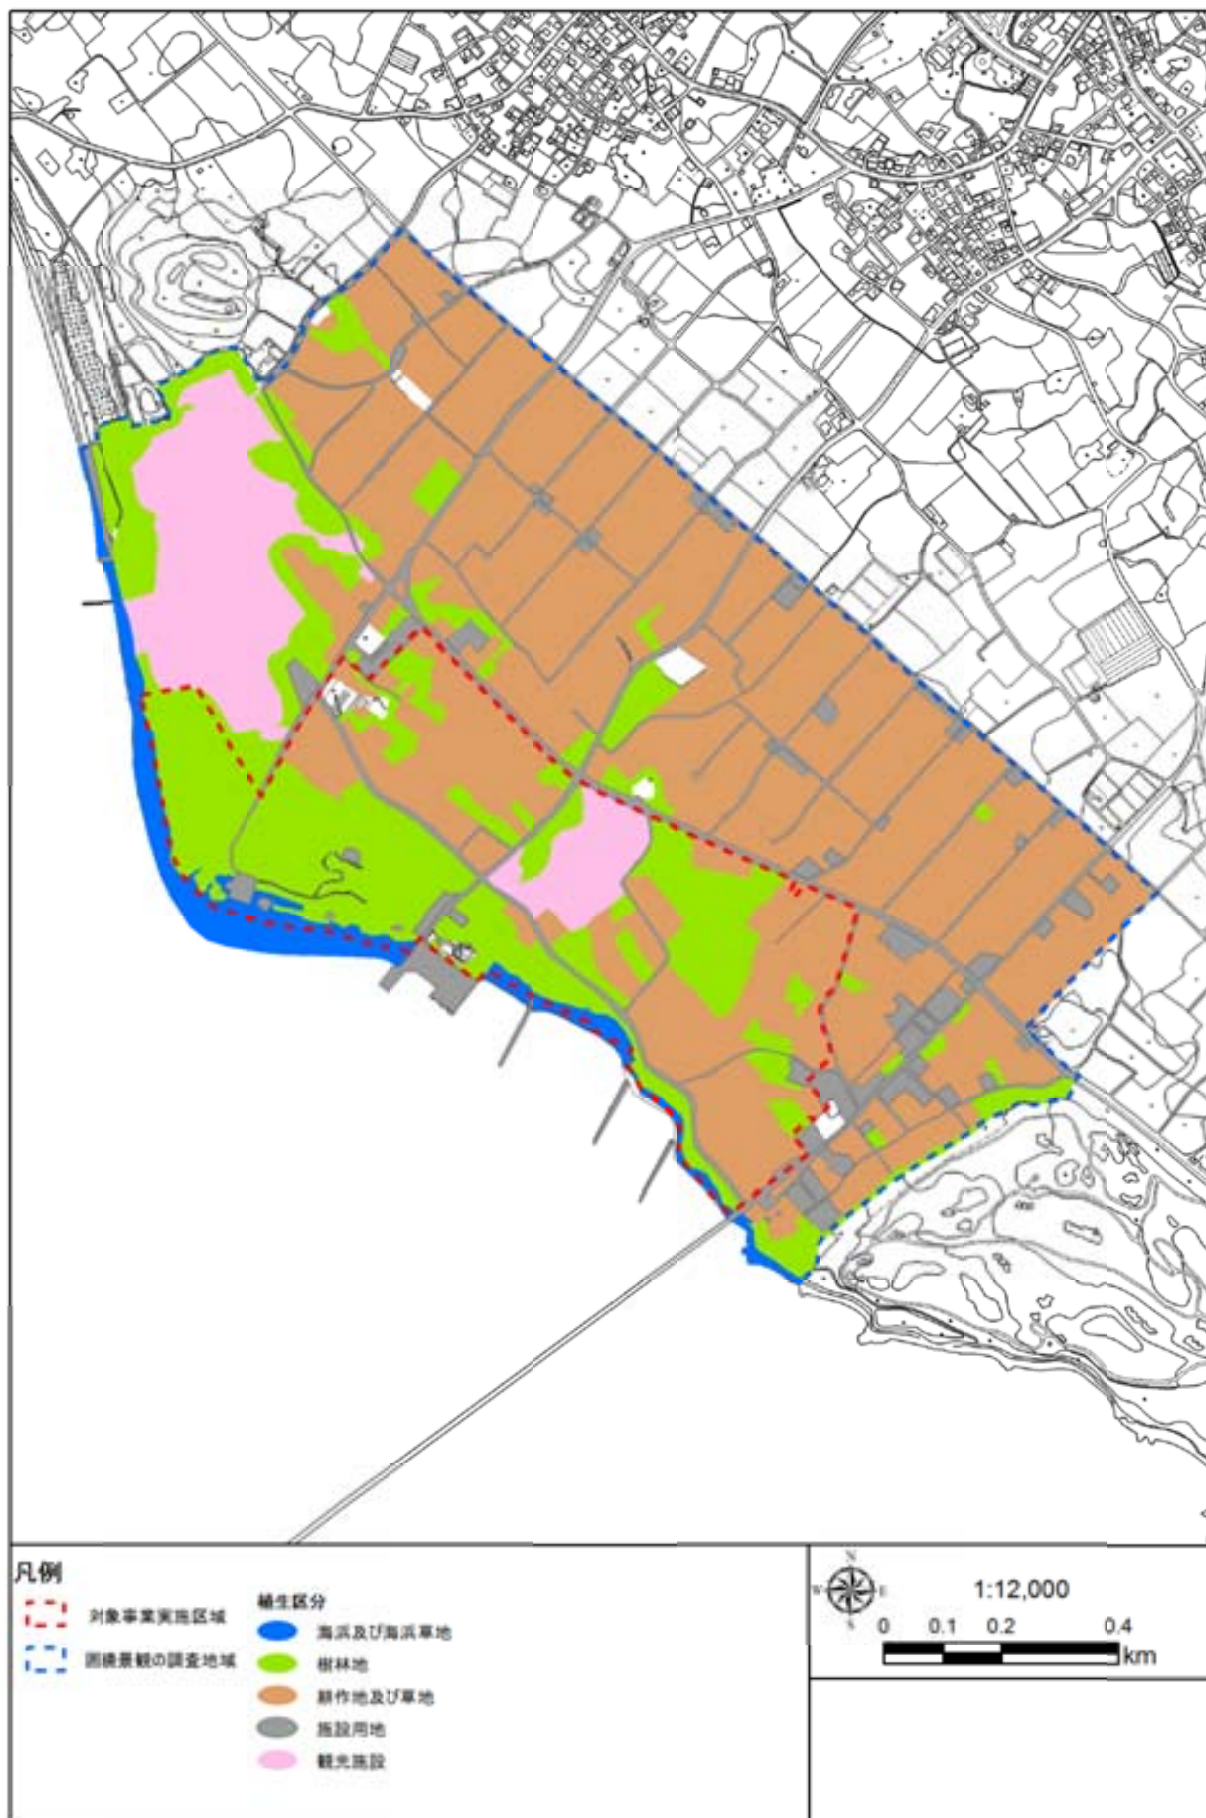 凡例
対象事業実施区域
囲繞景観の調査地域
植生区分
海浜及び海浜草地
樹林地
耕作地及び草地
施設用地
観光施設
N
W E
S
1:12,000
0 0.1 0.2 0.4
km